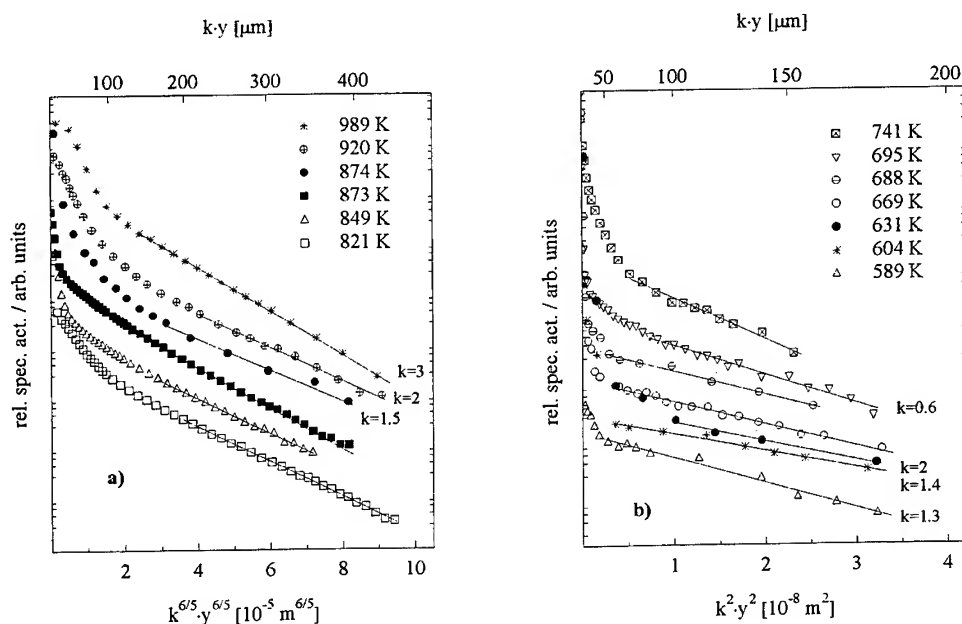 k·y [μm]
100 200 300 400
989 K
920 K
874 K
873 K
849 K
821 K
rel. spec. act. / arb. units
k=3
k=2
k=1.5
a)
2 4 6 8 10
k^6/5·y^6/5 [10^-5 m^6/5]
k·y [μm]
50 100 150 200
741 K
695 K
688 K
669 K
631 K
604 K
589 K
rel. spec. act. / arb. units
k=0.6
k=2
k=1.4
k=1.3
b)
1 2 3 4
k^2·y^2 [10^-8 m^2]